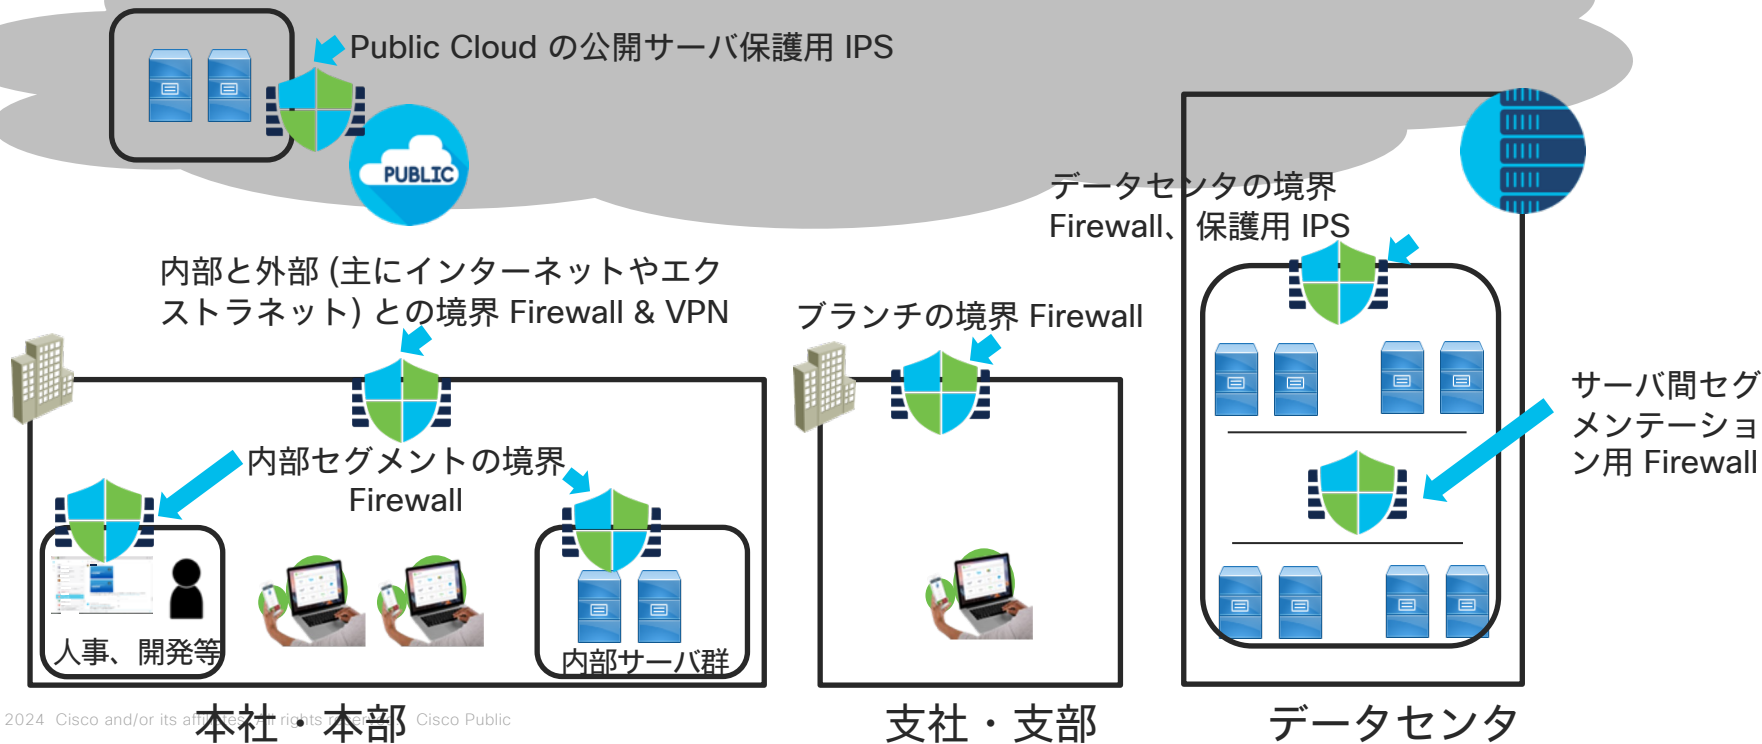 Public Cloud の公開サーバ保護用 IPS
PUBLIC
データセンタの境界
Firewall、保護用 IPS
内部と外部 (主にインターネットやエク
ストラネット) との境界 Firewall & VPN
ブランチの境界 Firewall
サーバ間セグ
メンテーショ
ン用 Firewall
内部セグメントの境界
Firewall
人事、開発等
内部サーバ群
2024 Cisco and/or its affiliates. All rights reserved. Cisco Public
本社・本部
支社・支部
データセンタ